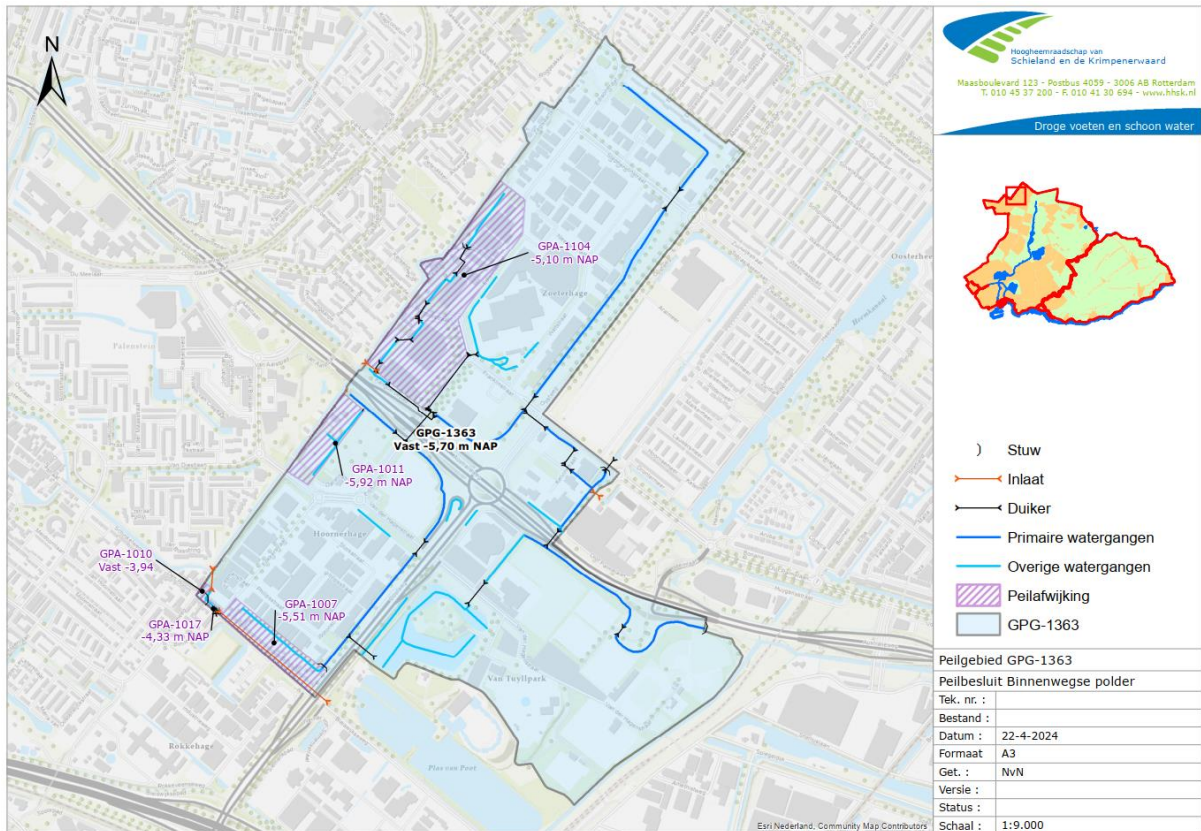 N
GPA-1104
-5,10 m NAP
Zoeterhage
Palenstein
GPG-1363
Vast -5,70 m NAP
GPA-1011
-5,92 m NAP
Hoornerhage
GPA-1010
Vast -3,94
GPA-1007
-5,51 m NAP
GPA-1017
-4,33 m NAP
Van Tuyllpark
Rokkehage
Plas van Poot
Esri Nederland, Community Map Contributors
Hoogheemraadschap van
Schieland en de Krimpenerwaard
Maasboulevard 123 - Postbus 4059 - 3006 AB Rotterdam
T. 010 45 37 200 - F. 010 41 30 694 - www.hhsk.nl
Droge voeten en schoon water
Stuw
Inlaat
Duiker
Primaire watergangen
Overige watergangen
Peilafwijking
GPG-1363
Peilgebied GPG-1363
Peilbesluit Binnenwegse polder
Tek. nr. :
Bestand :
Datum : 22-4-2024
Formaat A3
Get. : NvN
Versie :
Status :
Schaal : 1:9.000